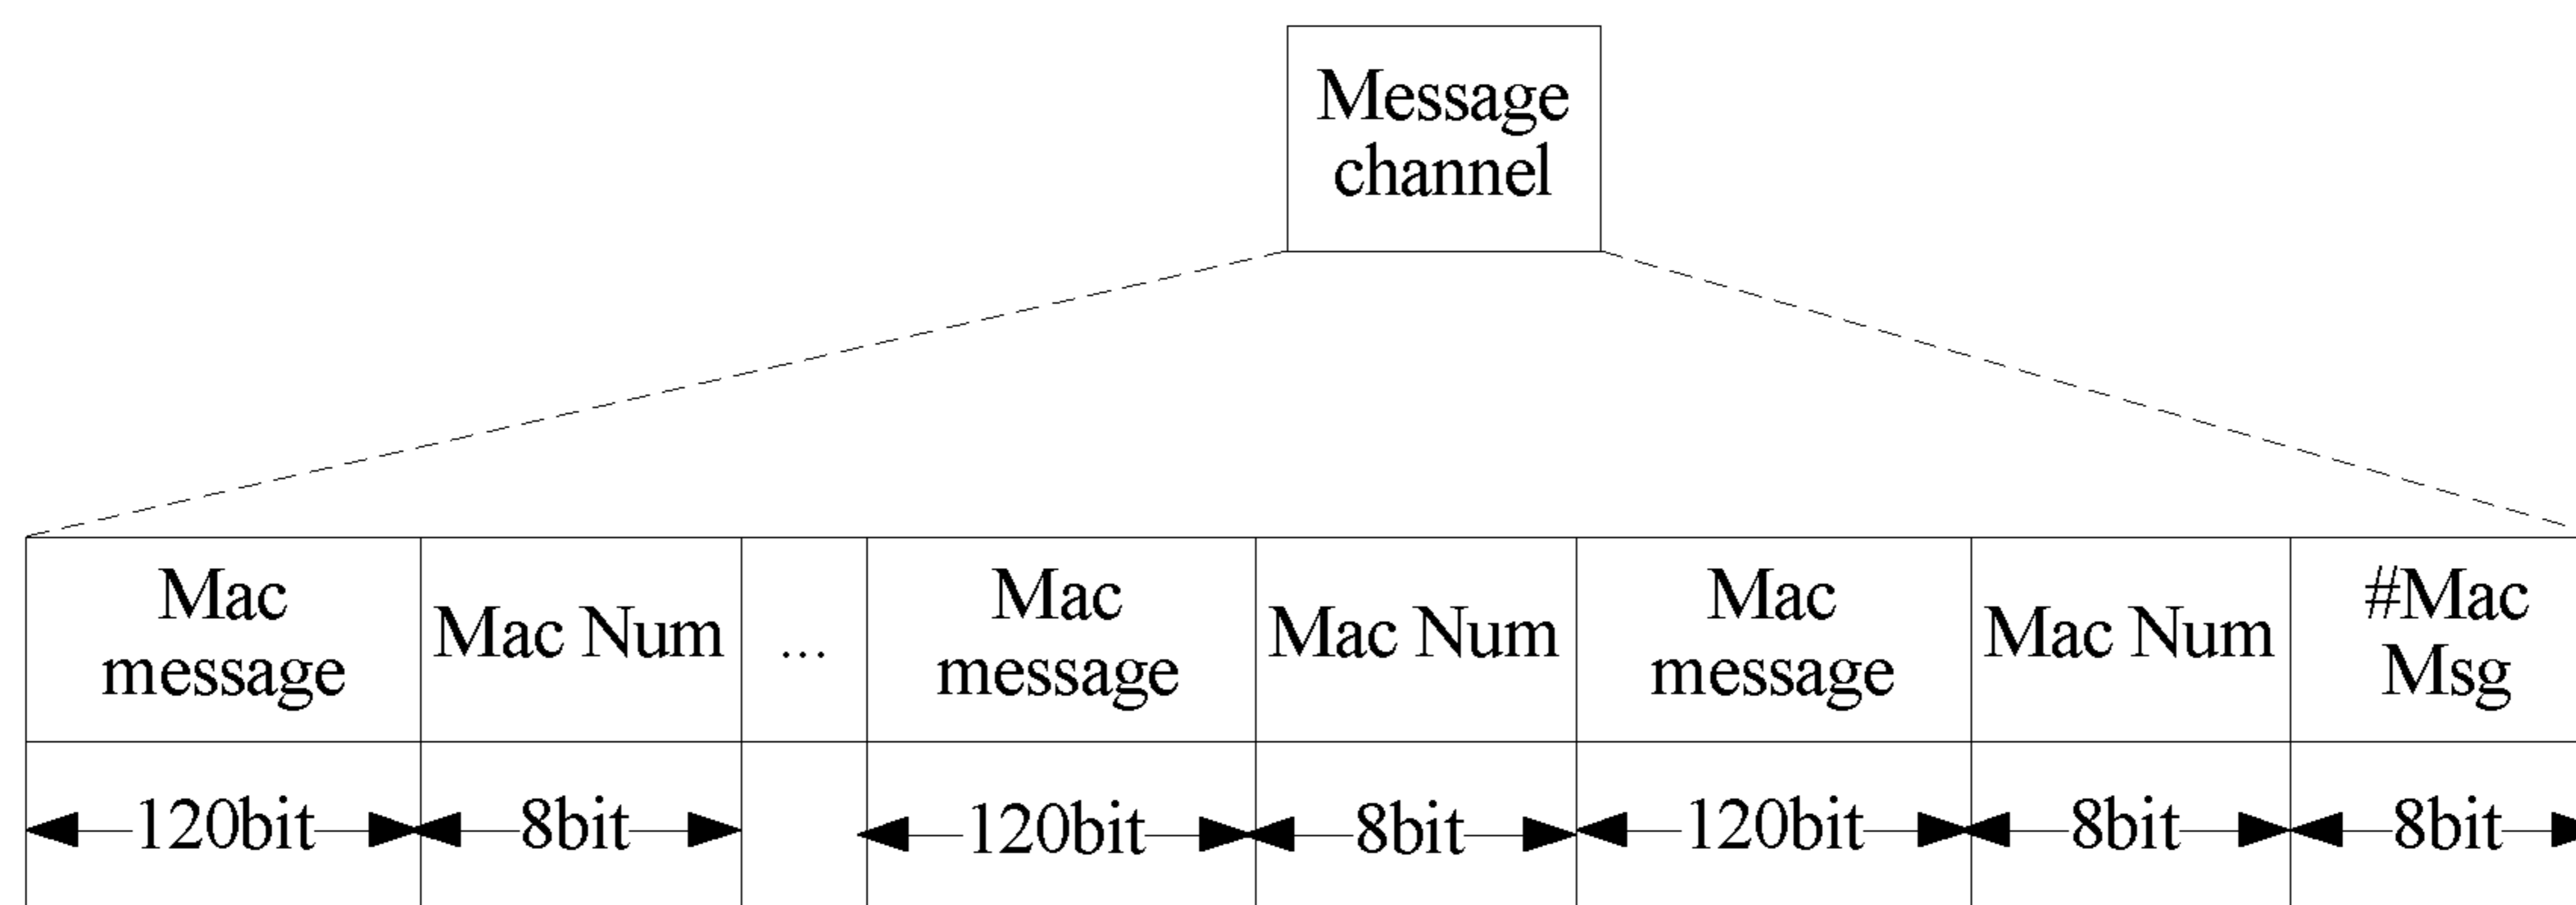 Message
channel
Mac
message
Mac Num
...
Mac
message
Mac Num
Mac
message
Mac Num
#Mac
Msg
120bit
8bit
120bit
8bit
120bit
8bit
8bit